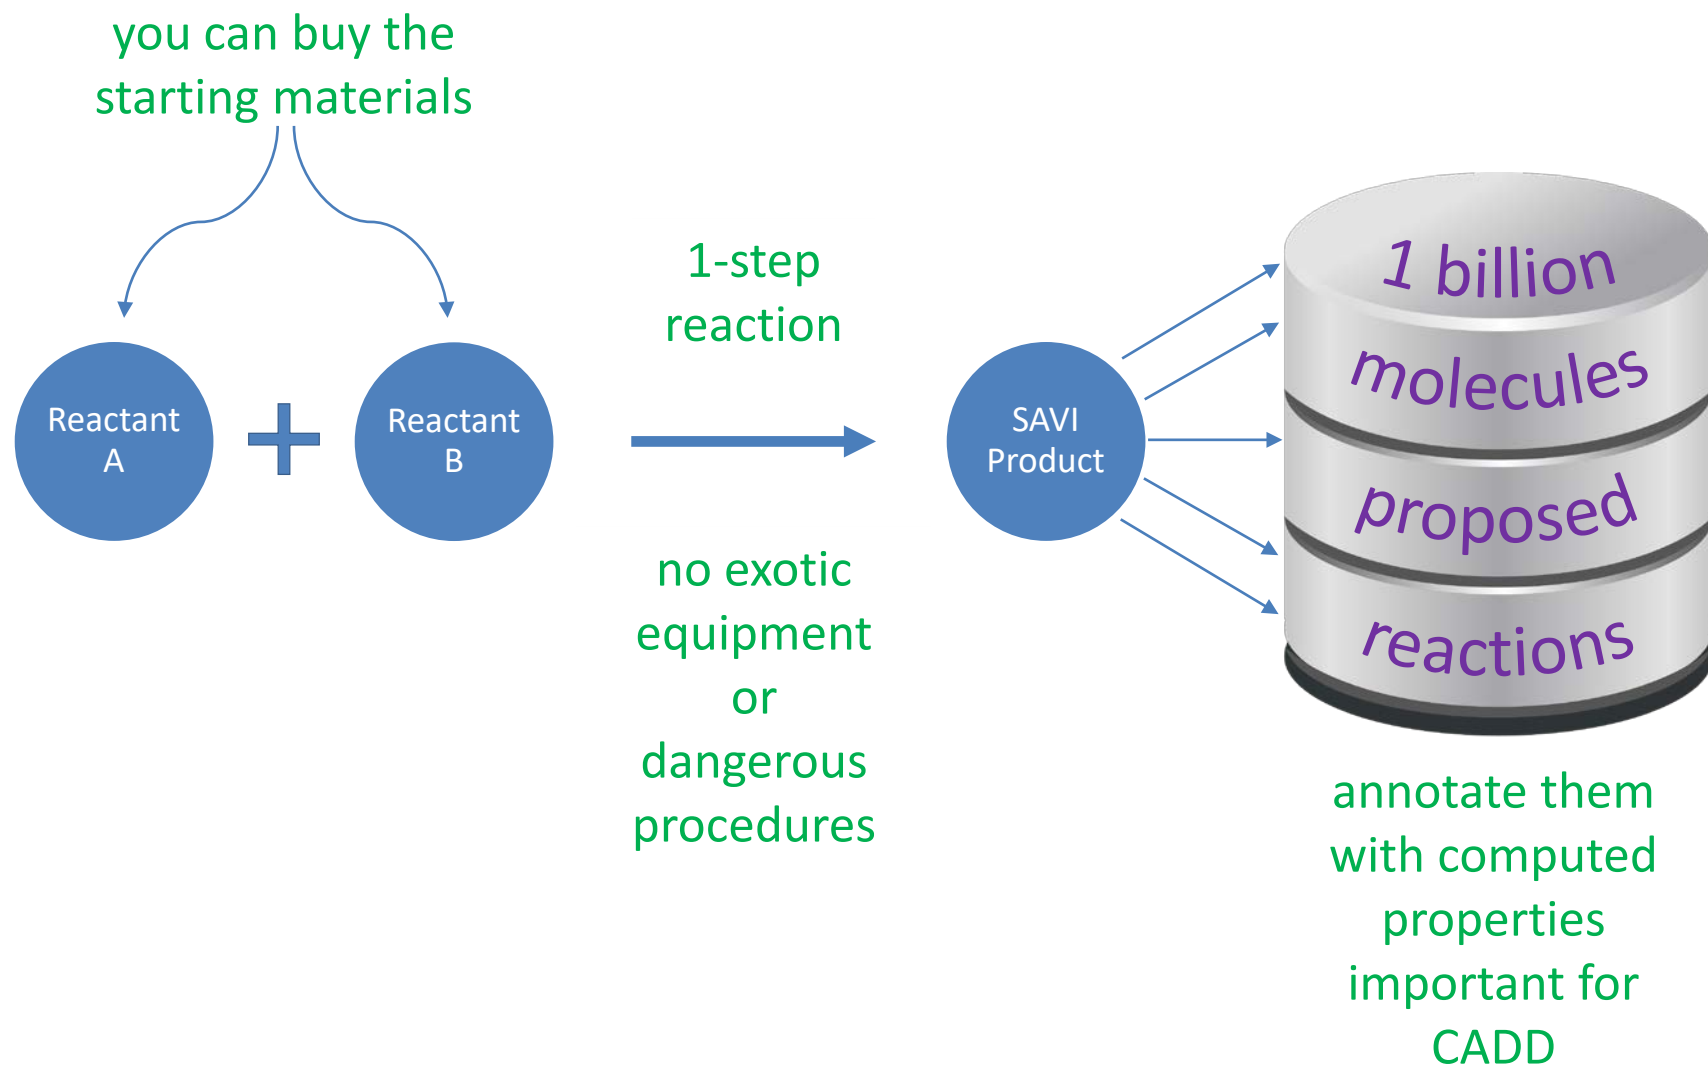 you can buy the
starting materials
Reactant
A
Reactant
B
1-step
reaction
no exotic
equipment
or
dangerous
procedures
SAVI
Product
1 billion
molecules
proposed
reactions
annotate them
with computed
properties
important for
CADD